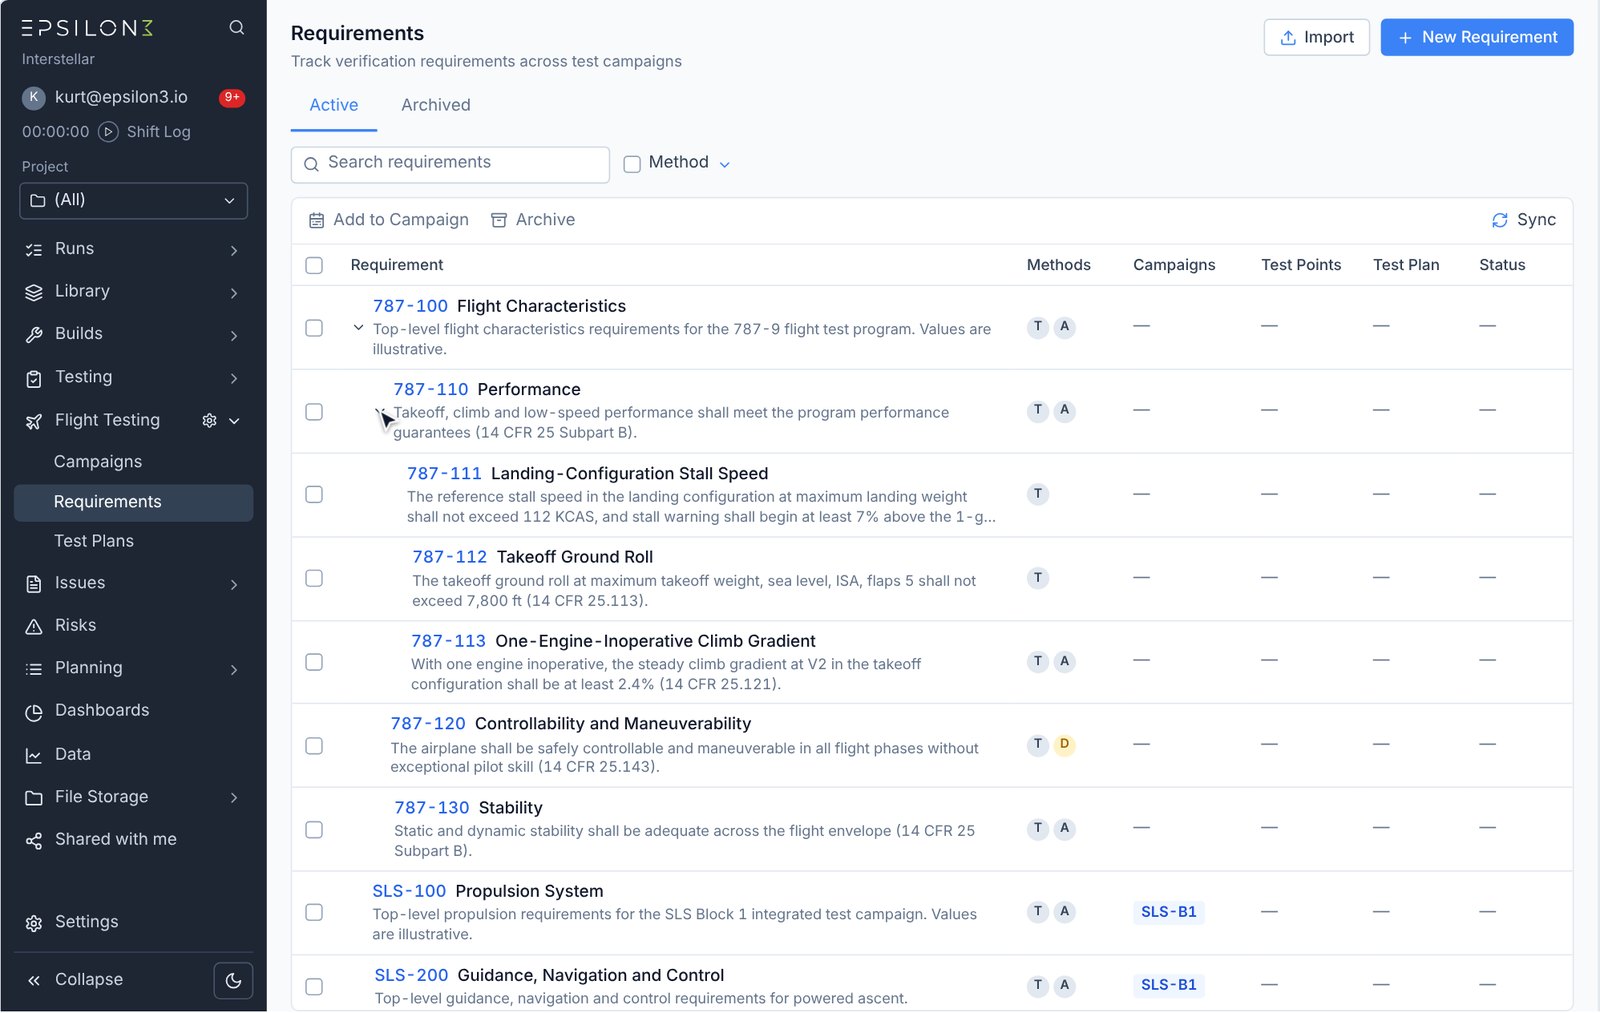 EPSILON3
Interstellar
K kurt@epsilon3.io 9+
00:00:00 Shift Log
Project
(All)
Runs
Library
Builds
Testing
Flight Testing
Campaigns
Requirements
Test Plans
Issues
Risks
Planning
Dashboards
Data
File Storage
Shared with me
Settings
Collapse
Requirements
Track verification requirements across test campaigns
Import
New Requirement
Active Archived
Search requirements
Method
Add to Campaign Archive Sync
Requirement Methods Campaigns Test Points Test Plan Status
787-100 Flight Characteristics
Top-level flight characteristics requirements for the 787-9 flight test program. Values are
illustrative.
T A — — — —
787-110 Performance
Takeoff, climb and low-speed performance shall meet the program performance
guarantees (14 CFR 25 Subpart B).
T A — — — —
787-111 Landing-Configuration Stall Speed
The reference stall speed in the landing configuration at maximum landing weight
shall not exceed 112 KCAS, and stall warning shall begin at least 7% above the 1-g...
T — — — —
787-112 Takeoff Ground Roll
The takeoff ground roll at maximum takeoff weight, sea level, ISA, flaps 5 shall not
exceed 7,800 ft (14 CFR 25.113).
T — — — —
787-113 One-Engine-Inoperative Climb Gradient
With one engine inoperative, the steady climb gradient at V2 in the takeoff
configuration shall be at least 2.4% (14 CFR 25.121).
T A — — — —
787-120 Controllability and Maneuverability
The airplane shall be safely controllable and maneuverable in all flight phases without
exceptional pilot skill (14 CFR 25.143).
T D — — — —
787-130 Stability
Static and dynamic stability shall be adequate across the flight envelope (14 CFR 25
Subpart B).
T A — — — —
SLS-100 Propulsion System
Top-level propulsion requirements for the SLS Block 1 integrated test campaign. Values
are illustrative.
T A SLS-B1 — — —
SLS-200 Guidance, Navigation and Control
Top-level guidance, navigation and control requirements for powered ascent.
T A SLS-B1 — — —